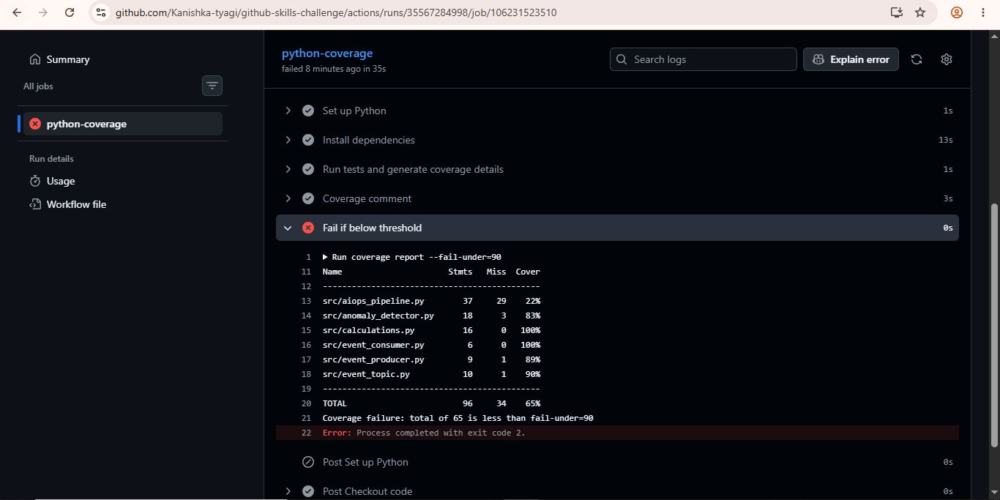 github.com/Kanishka-tyagi/github-skills-challenge/actions/runs/35567284998/job/106231523510
Summary
All jobs
python-coverage
Run details
Usage
Workflow file
python-coverage
failed 8 minutes ago in 35s
Search logs
Explain error
Set up Python 1s
Install dependencies 13s
Run tests and generate coverage details 1s
Coverage comment 3s
Fail if below threshold 0s
1 Run coverage report --fail-under=90
11 Name Stmts Miss Cover
12 ---------------------------------------------
13 src/aiops_pipeline.py 37 29 22%
14 src/anomaly_detector.py 18 3 83%
15 src/calculations.py 16 0 100%
16 src/event_consumer.py 6 0 100%
17 src/event_producer.py 9 1 89%
18 src/event_topic.py 10 1 90%
19 ---------------------------------------------
20 TOTAL 96 34 65%
21 Coverage failure: total of 65 is less than fail-under=90
22 Error: Process completed with exit code 2.
Post Set up Python 0s
Post Checkout code 0s